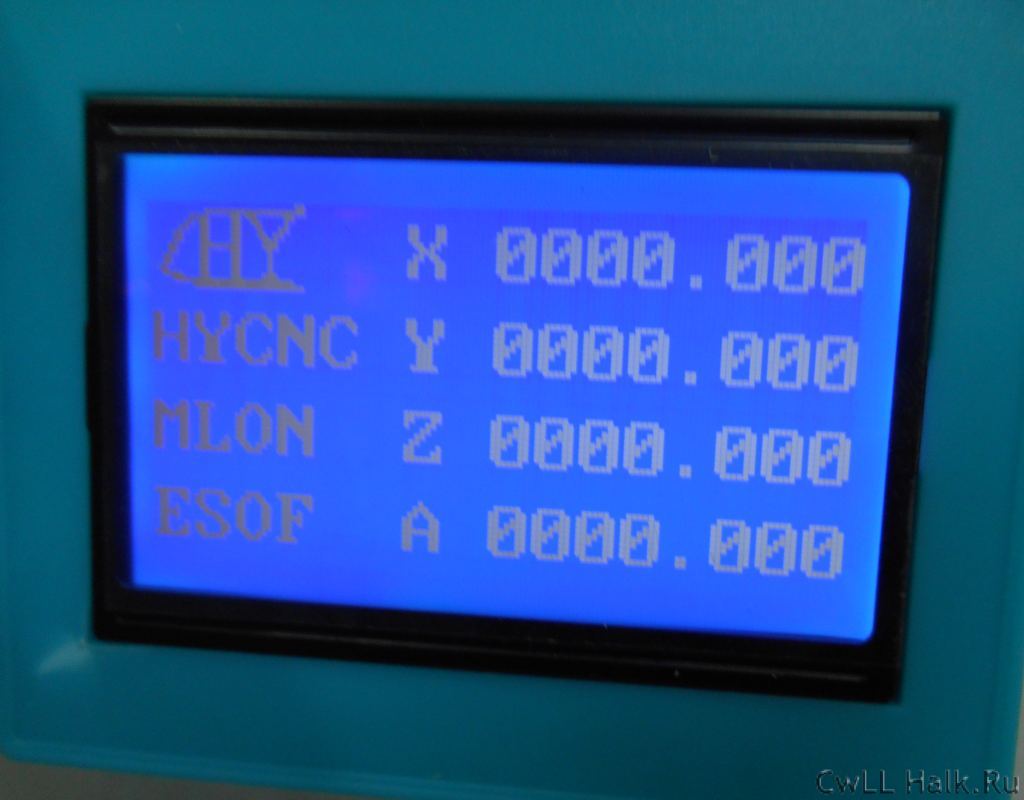 HY X 0000.000
HYCNC Y 0000.000
MLON Z 0000.000
ESOF A 0000.000
CwLL Halk.Ru